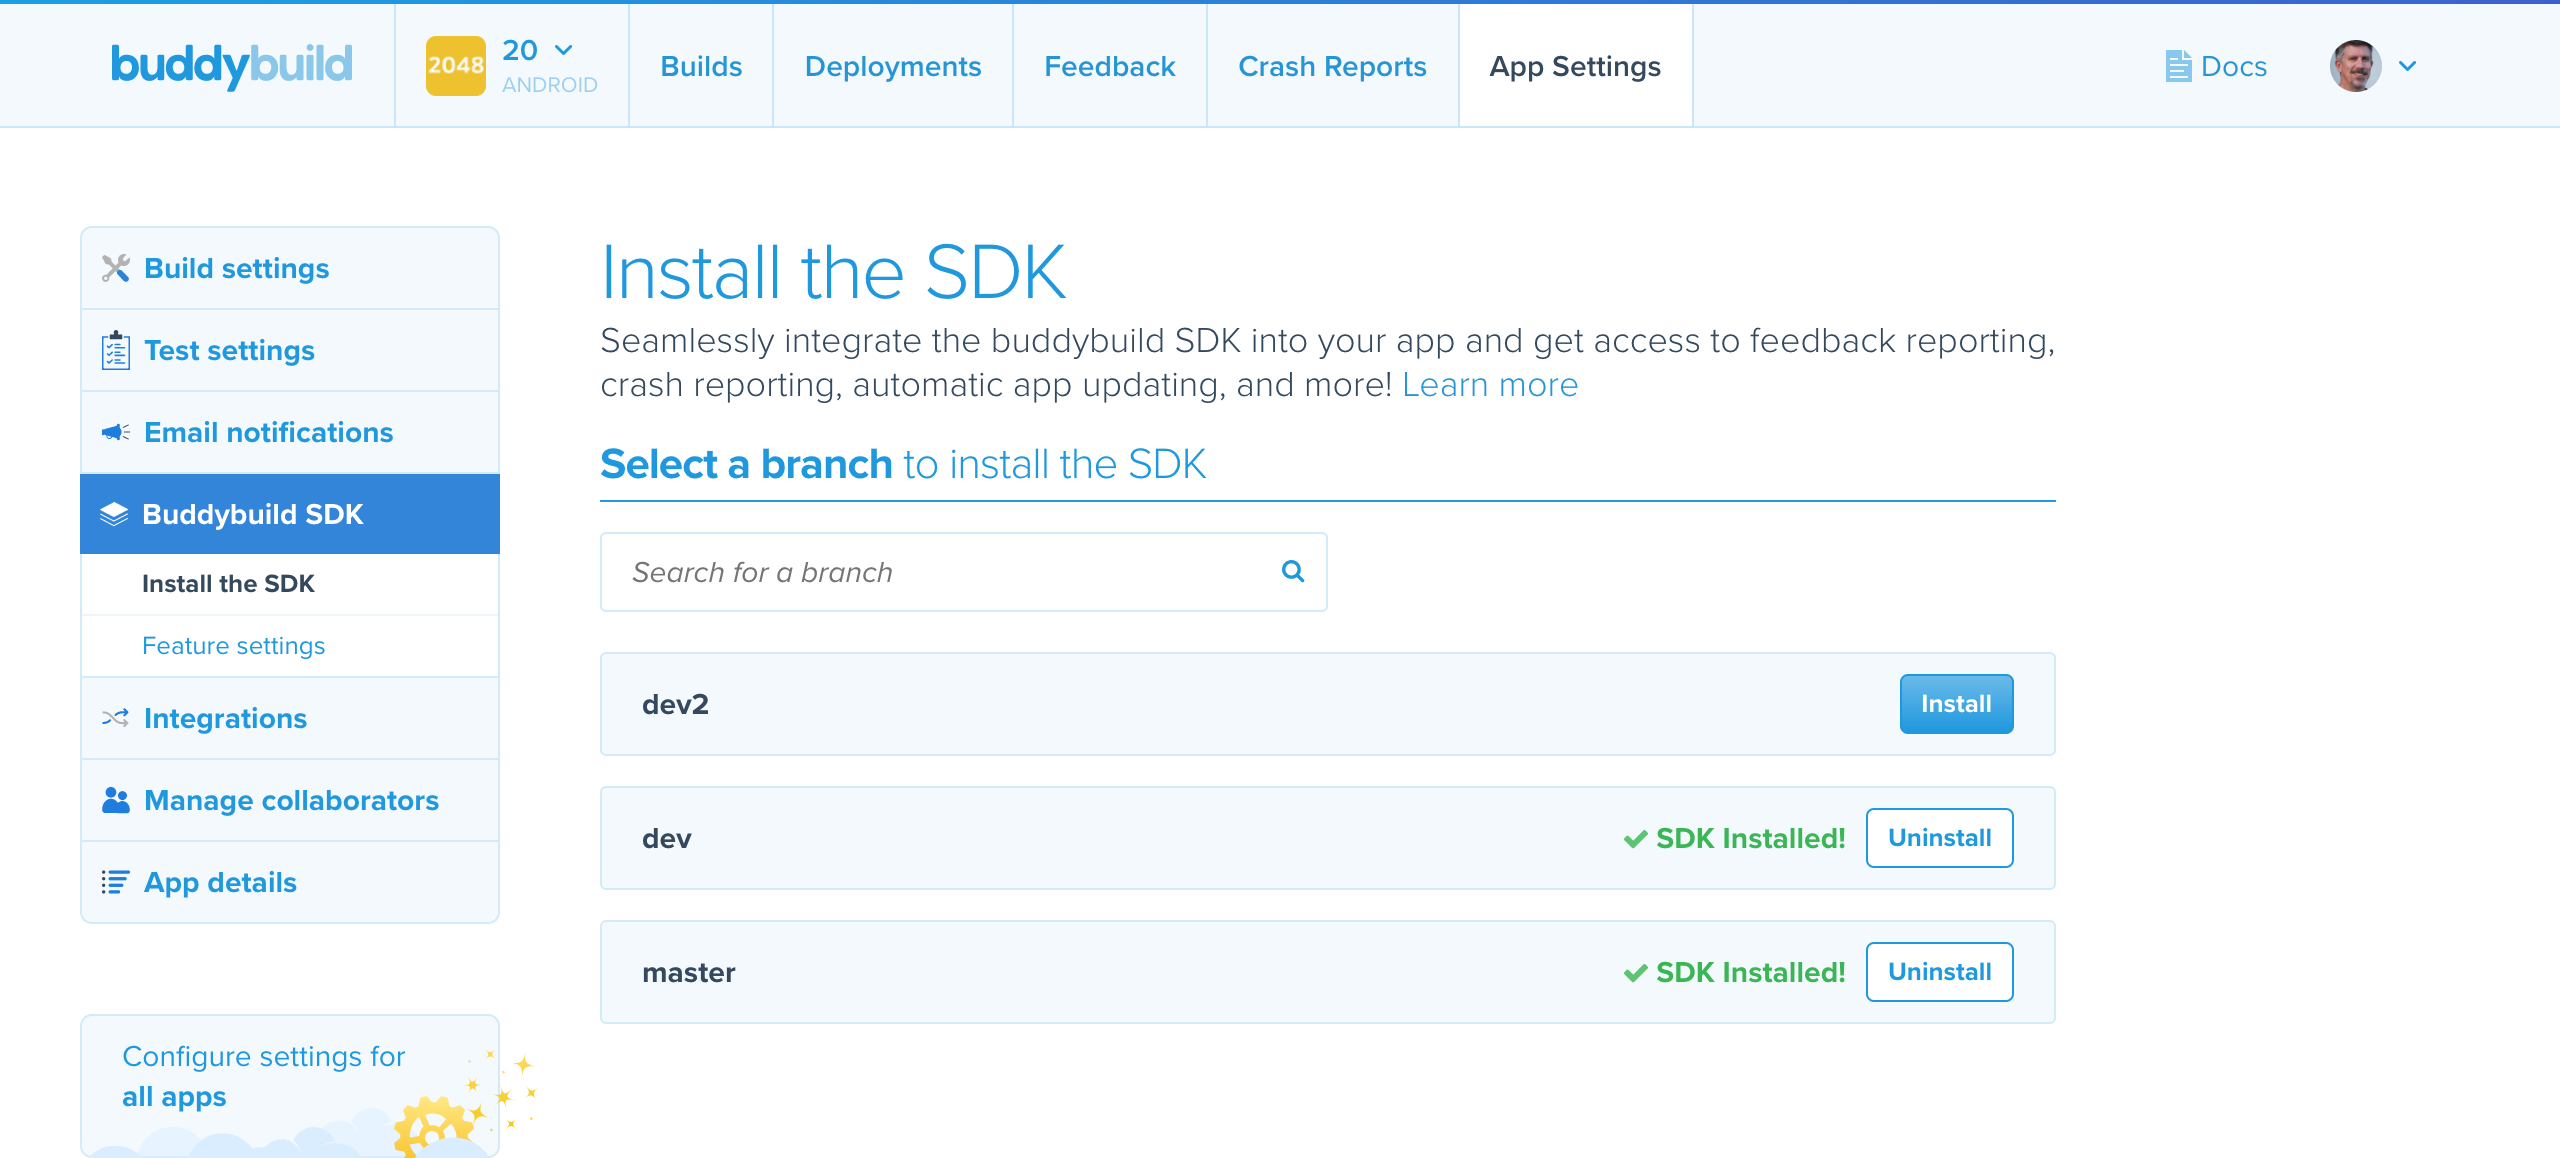 buddybuild
2048
20
ANDROID
Builds
Deployments
Feedback
Crash Reports
App Settings
Docs
Build settings
Test settings
Email notifications
Buddybuild SDK
Install the SDK
Feature settings
Integrations
Manage collaborators
App details
Configure settings for
all apps
Install the SDK
Seamlessly integrate the buddybuild SDK into your app and get access to feedback reporting,
crash reporting, automatic app updating, and more! Learn more
Select a branch to install the SDK
Search for a branch
dev2
Install
dev
SDK Installed!
Uninstall
master
SDK Installed!
Uninstall